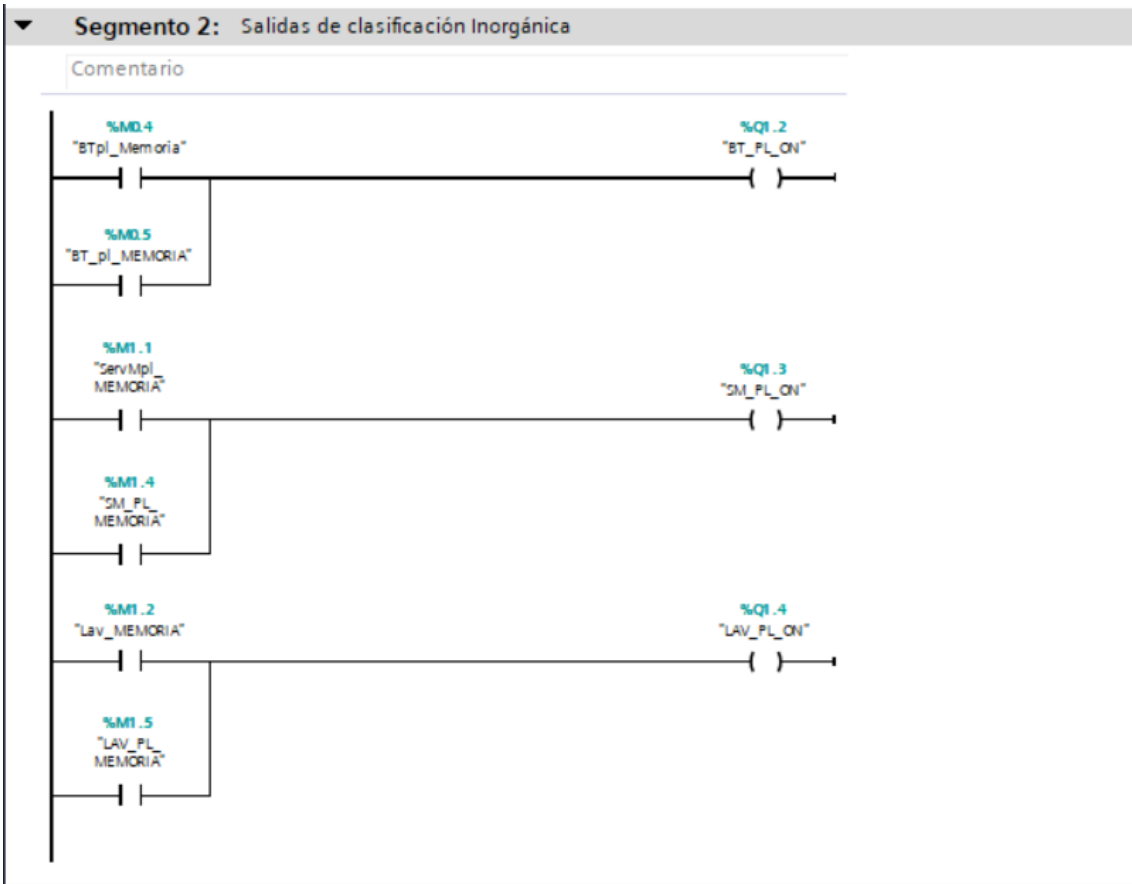 Segmento 2: Salidas de clasificación Inorgánica
Comentario
%M0.4
"BTpl_Memoria"
%Q1.2
"BT_PL_ON"
%M0.5
"BT_pl_MEMORIA"
%M1.1
"ServMpl_
MEMORIA"
%Q1.3
"SM_PL_ON"
%M1.4
"SM_PL_
MEMORIA"
%M1.2
"Lav_MEMORIA"
%Q1.4
"LAV_PL_ON"
%M1.5
"LAV_PL_
MEMORIA"